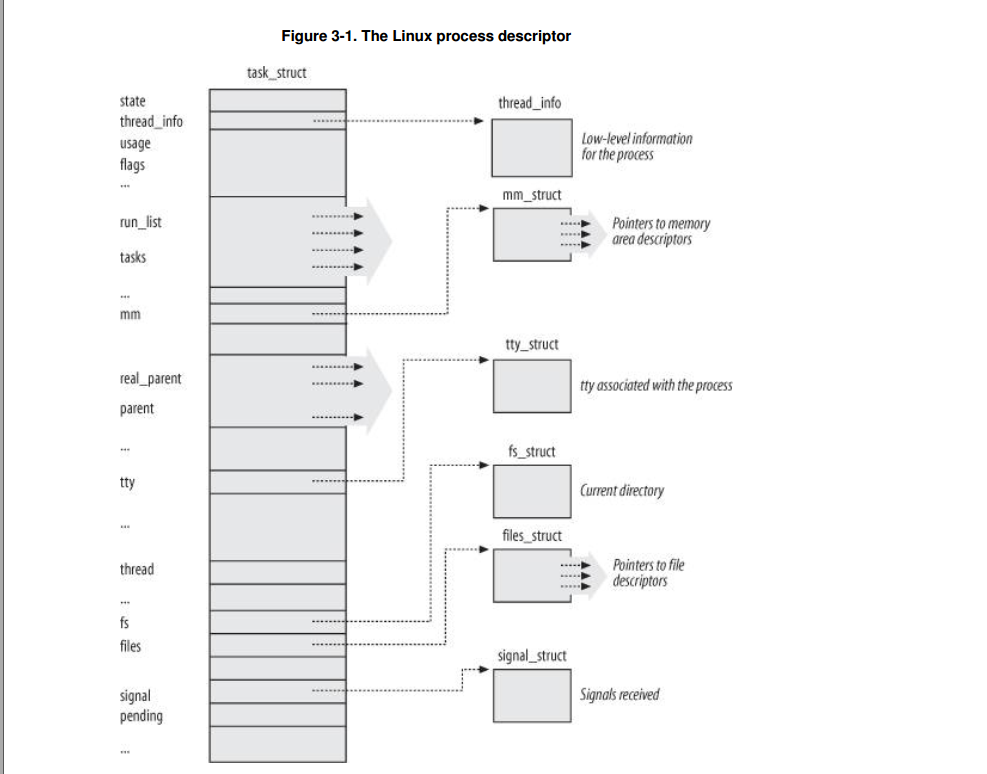 Figure 3-1. The Linux process descriptor
task_struct
state
thread_info
usage
flags
...
run_list
tasks
...
mm
real_parent
parent
...
tty
...
thread
...
fs
files
signal
pending
...
thread_info
Low-level information
for the process
mm_struct
Pointers to memory
area descriptors
tty_struct
tty associated with the process
fs_struct
Current directory
files_struct
Pointers to file
descriptors
signal_struct
Signals received